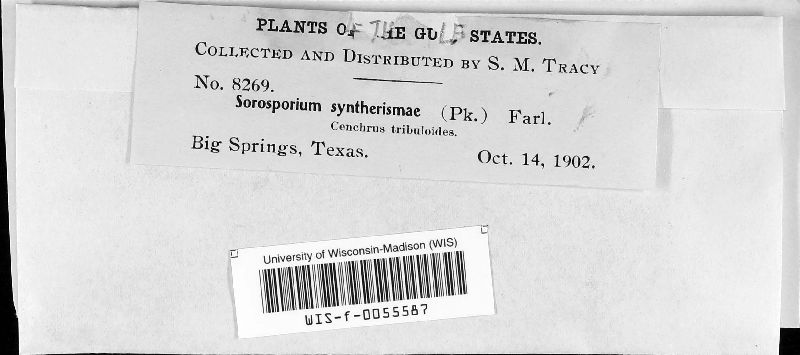 PLANTS OF THE GULF STATES.
COLLECTED AND DISTRIBUTED BY S. M. TRACY
No. 8269.
Sorosporium syntherismae (Pk.) Farl.
Cenchrus tribuloides.
Big Springs, Texas. Oct. 14, 1902.
University of Wisconsin-Madison (WIS)
WIS-f-0055587